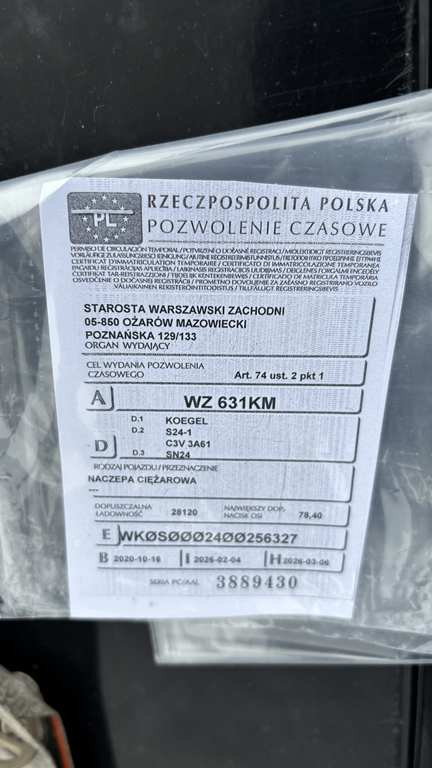 PL
RZECZPOSPOLITA POLSKA
POZWOLENIE CZASOWE
STAROSTA WARSZAWSKI ZACHODNI
05-850 OŻARÓW MAZOWIECKI
POZNAŃSKA 129/133
ORGAN WYDAJĄCY
CEL WYDANIA POZWOLENIA
CZASOWEGO Art. 74 ust. 2 pkt 1
A WZ 631KM
D.1 KOEGEL
D.2 S24-1
D C3V 3A61
D.3 SN24
RODZAJ POJAZDU/PRZEZNACZENIE
NACZEPA CIĘŻAROWA
---
DOPUSZCZALNA ŁADOWNOŚĆ 28120 NAJWIĘKSZY DOP. NACISK OSI 78,40
E WKØSØØØ24ØØ256327
B 2020-10-16 I 2026-02-04 H 2026-03-06
SERIA PC/AAL 3889430